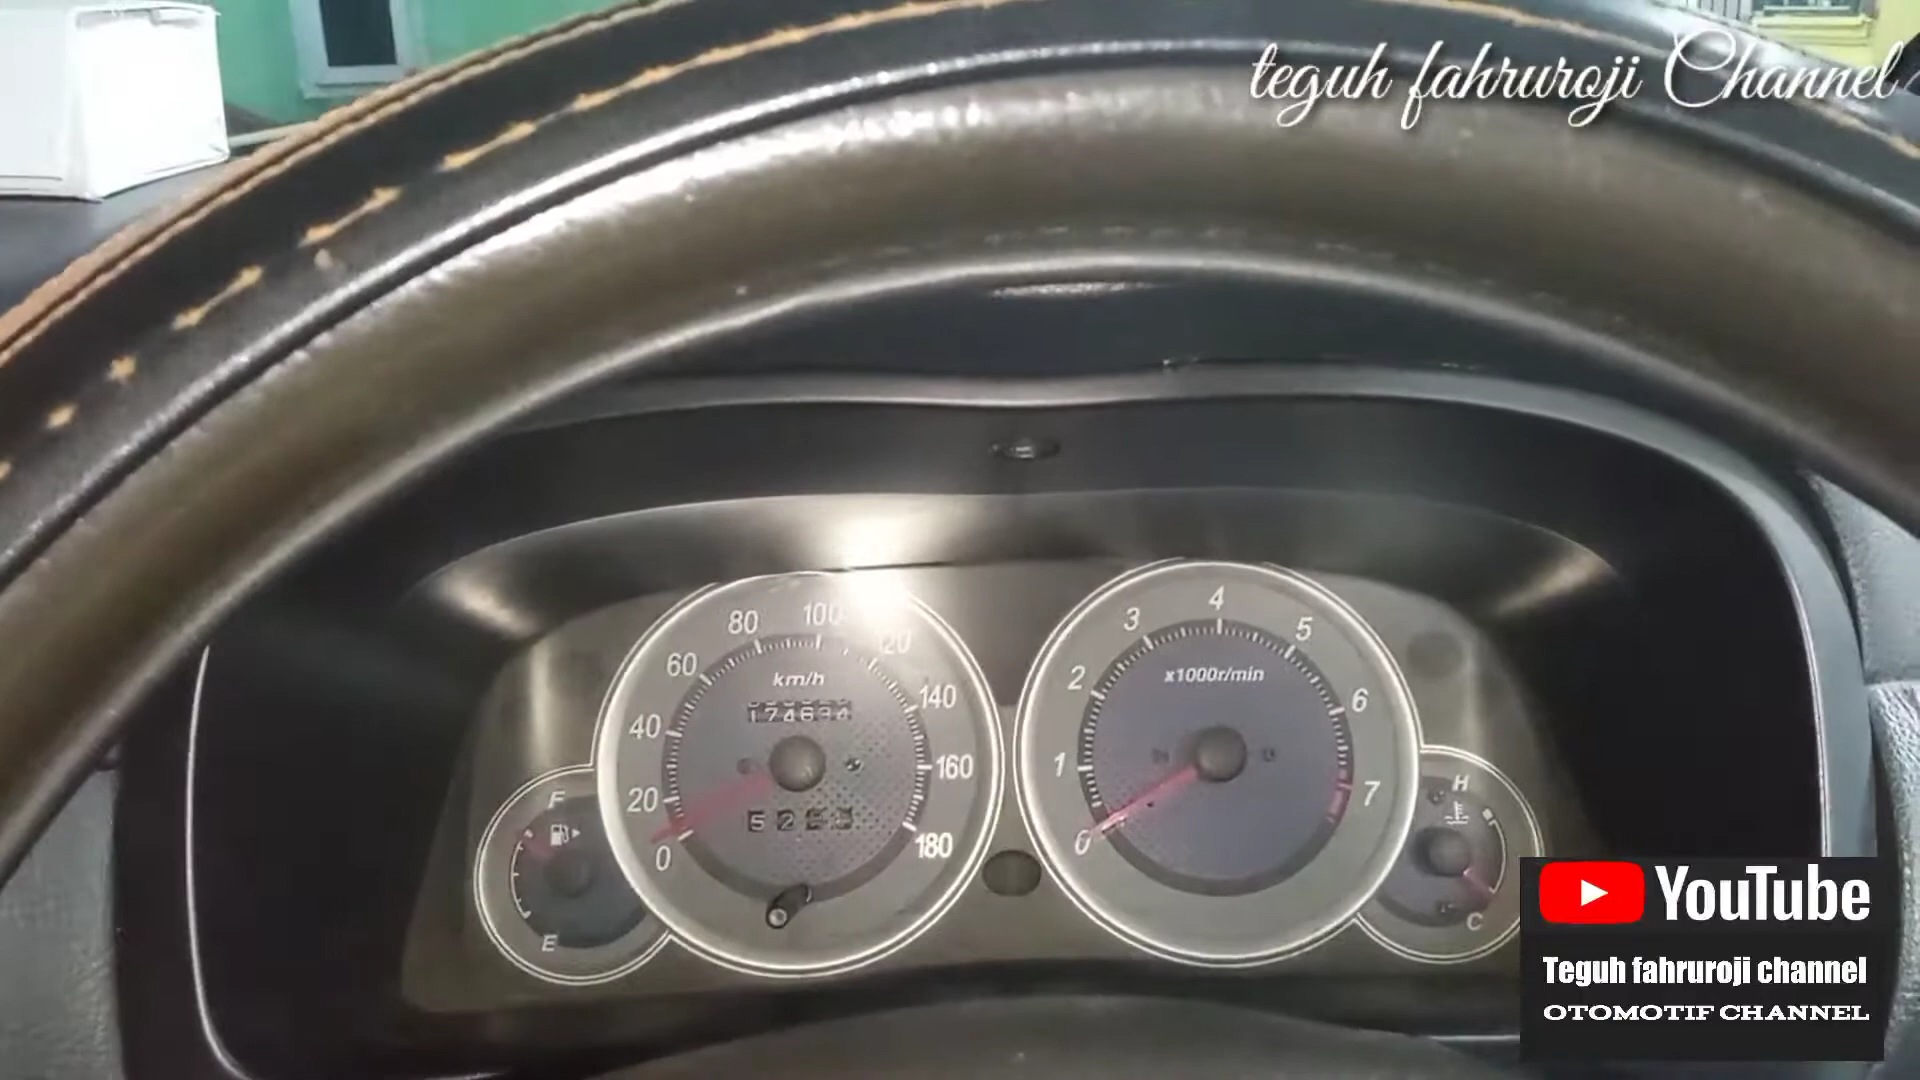 teguh fahruroji Channel
80 100 120
60 140
40 160
20 180
0
km/h
174634
F
E
4
3 5
2 6
1 7
0
x1000r/min
H
C
YouTube
Teguh fahruroji channel
OTOMOTIF CHANNEL